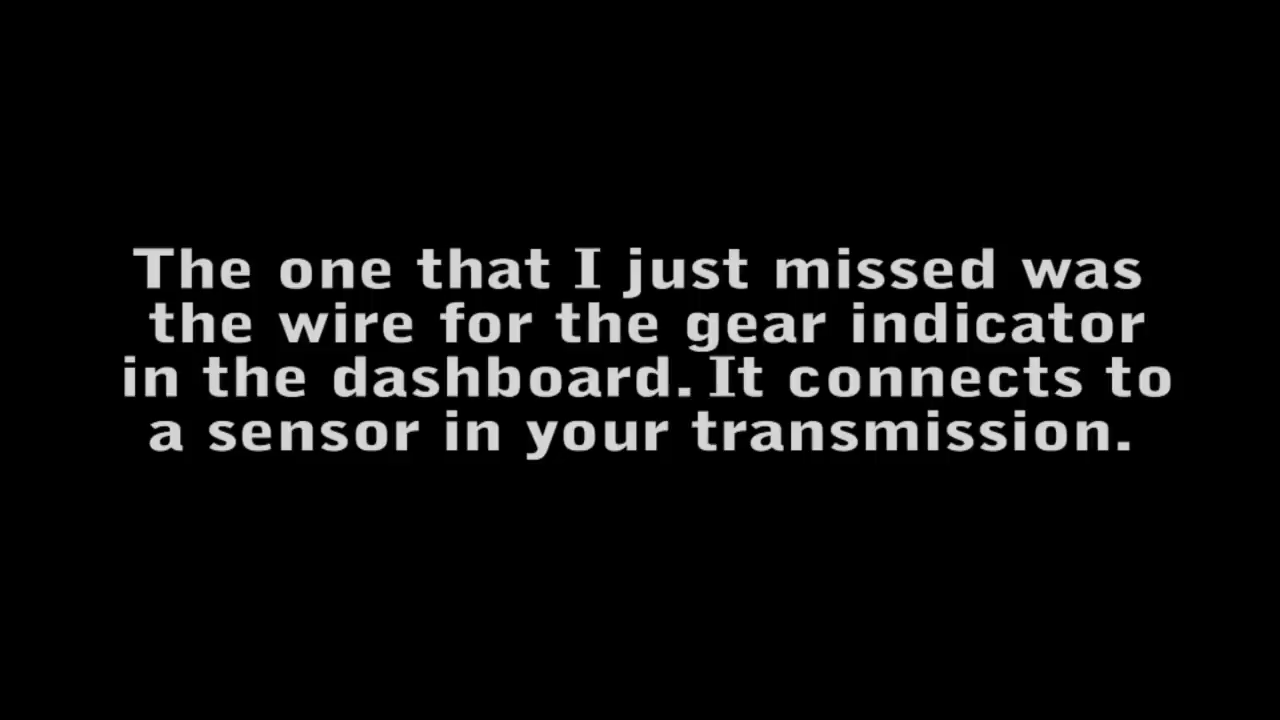 The one that I just missed was
the wire for the gear indicator
in the dashboard. It connects to
a sensor in your transmission.